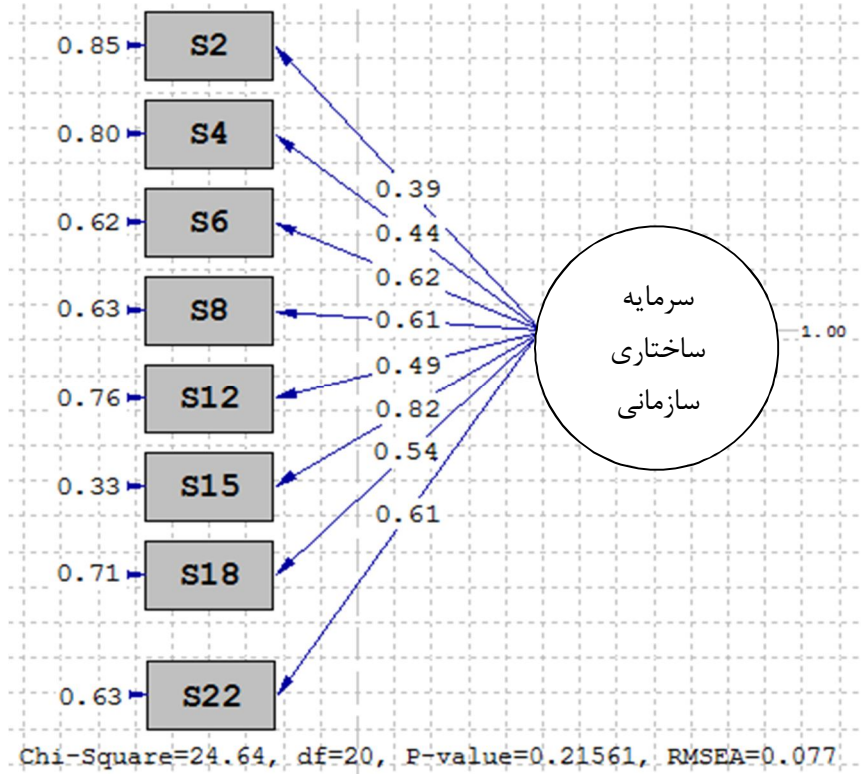 0.85 S2
0.39
0.80 S4
0.44
0.62 S6
0.62
0.63 S8
0.61
0.49
0.76 S12
0.82
0.54
0.33 S15
0.61
0.71 S18
0.63 S22
سرمایه
ساختاری
سازمانی
1.00
Chi-Square=24.64, df=20, P-value=0.21561, RMSEA=0.077